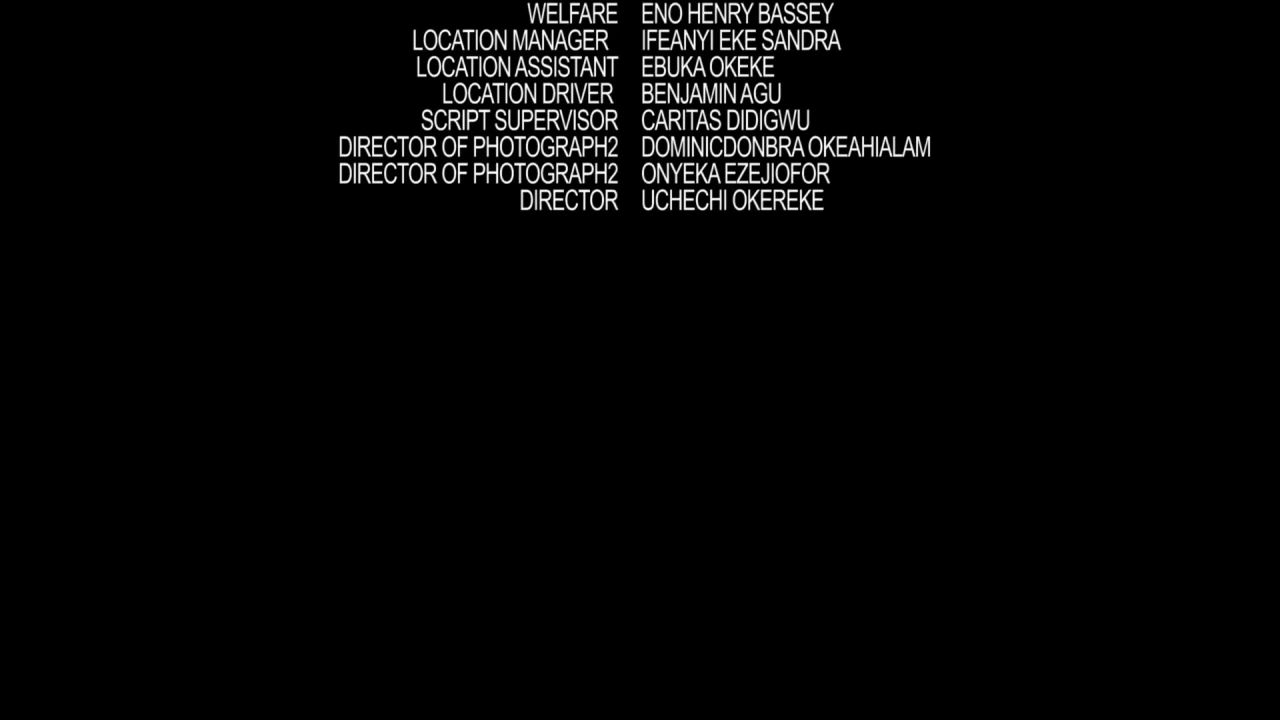 WELFARE ENO HENRY BASSEY
LOCATION MANAGER IFEANYI EKE SANDRA
LOCATION ASSISTANT EBUKA OKEKE
LOCATION DRIVER BENJAMIN AGU
SCRIPT SUPERVISOR CARITAS DIDIGWU
DIRECTOR OF PHOTOGRAPH2 DOMINICDONBRA OKEAHIALAM
DIRECTOR OF PHOTOGRAPH2 ONYEKA EZEJIOFOR
DIRECTOR UCHECHI OKEREKE